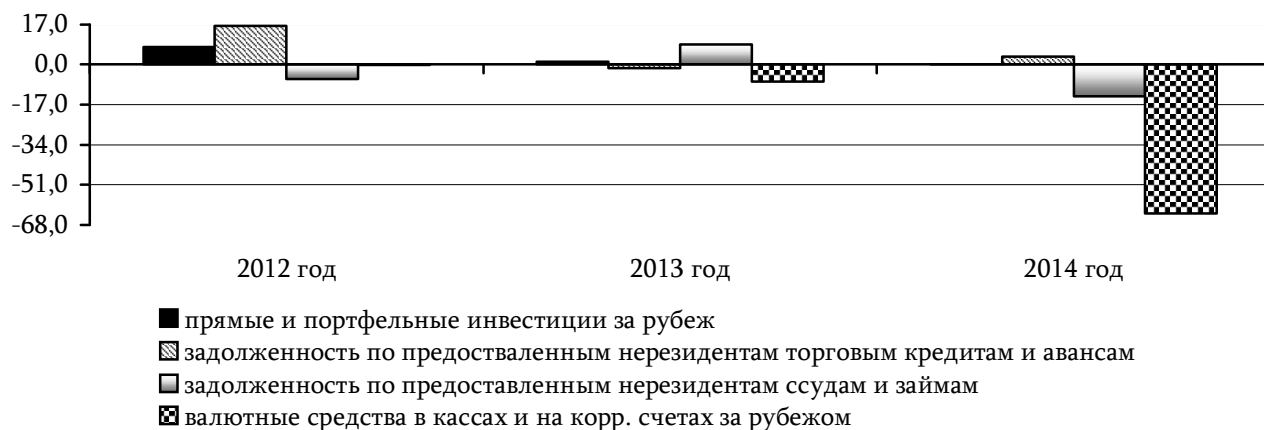 17,0
0,0
-17,0
-34,0
-51,0
-68,0
2012 год 2013 год 2014 год
прямые и портфельные инвестиции за рубеж
задолженность по предостваленным нерезидентам торговым кредитам и авансам
задолженность по предоставленным нерезидентам ссудам и займам
валютные средства в кассах и на корр. счетах за рубежом